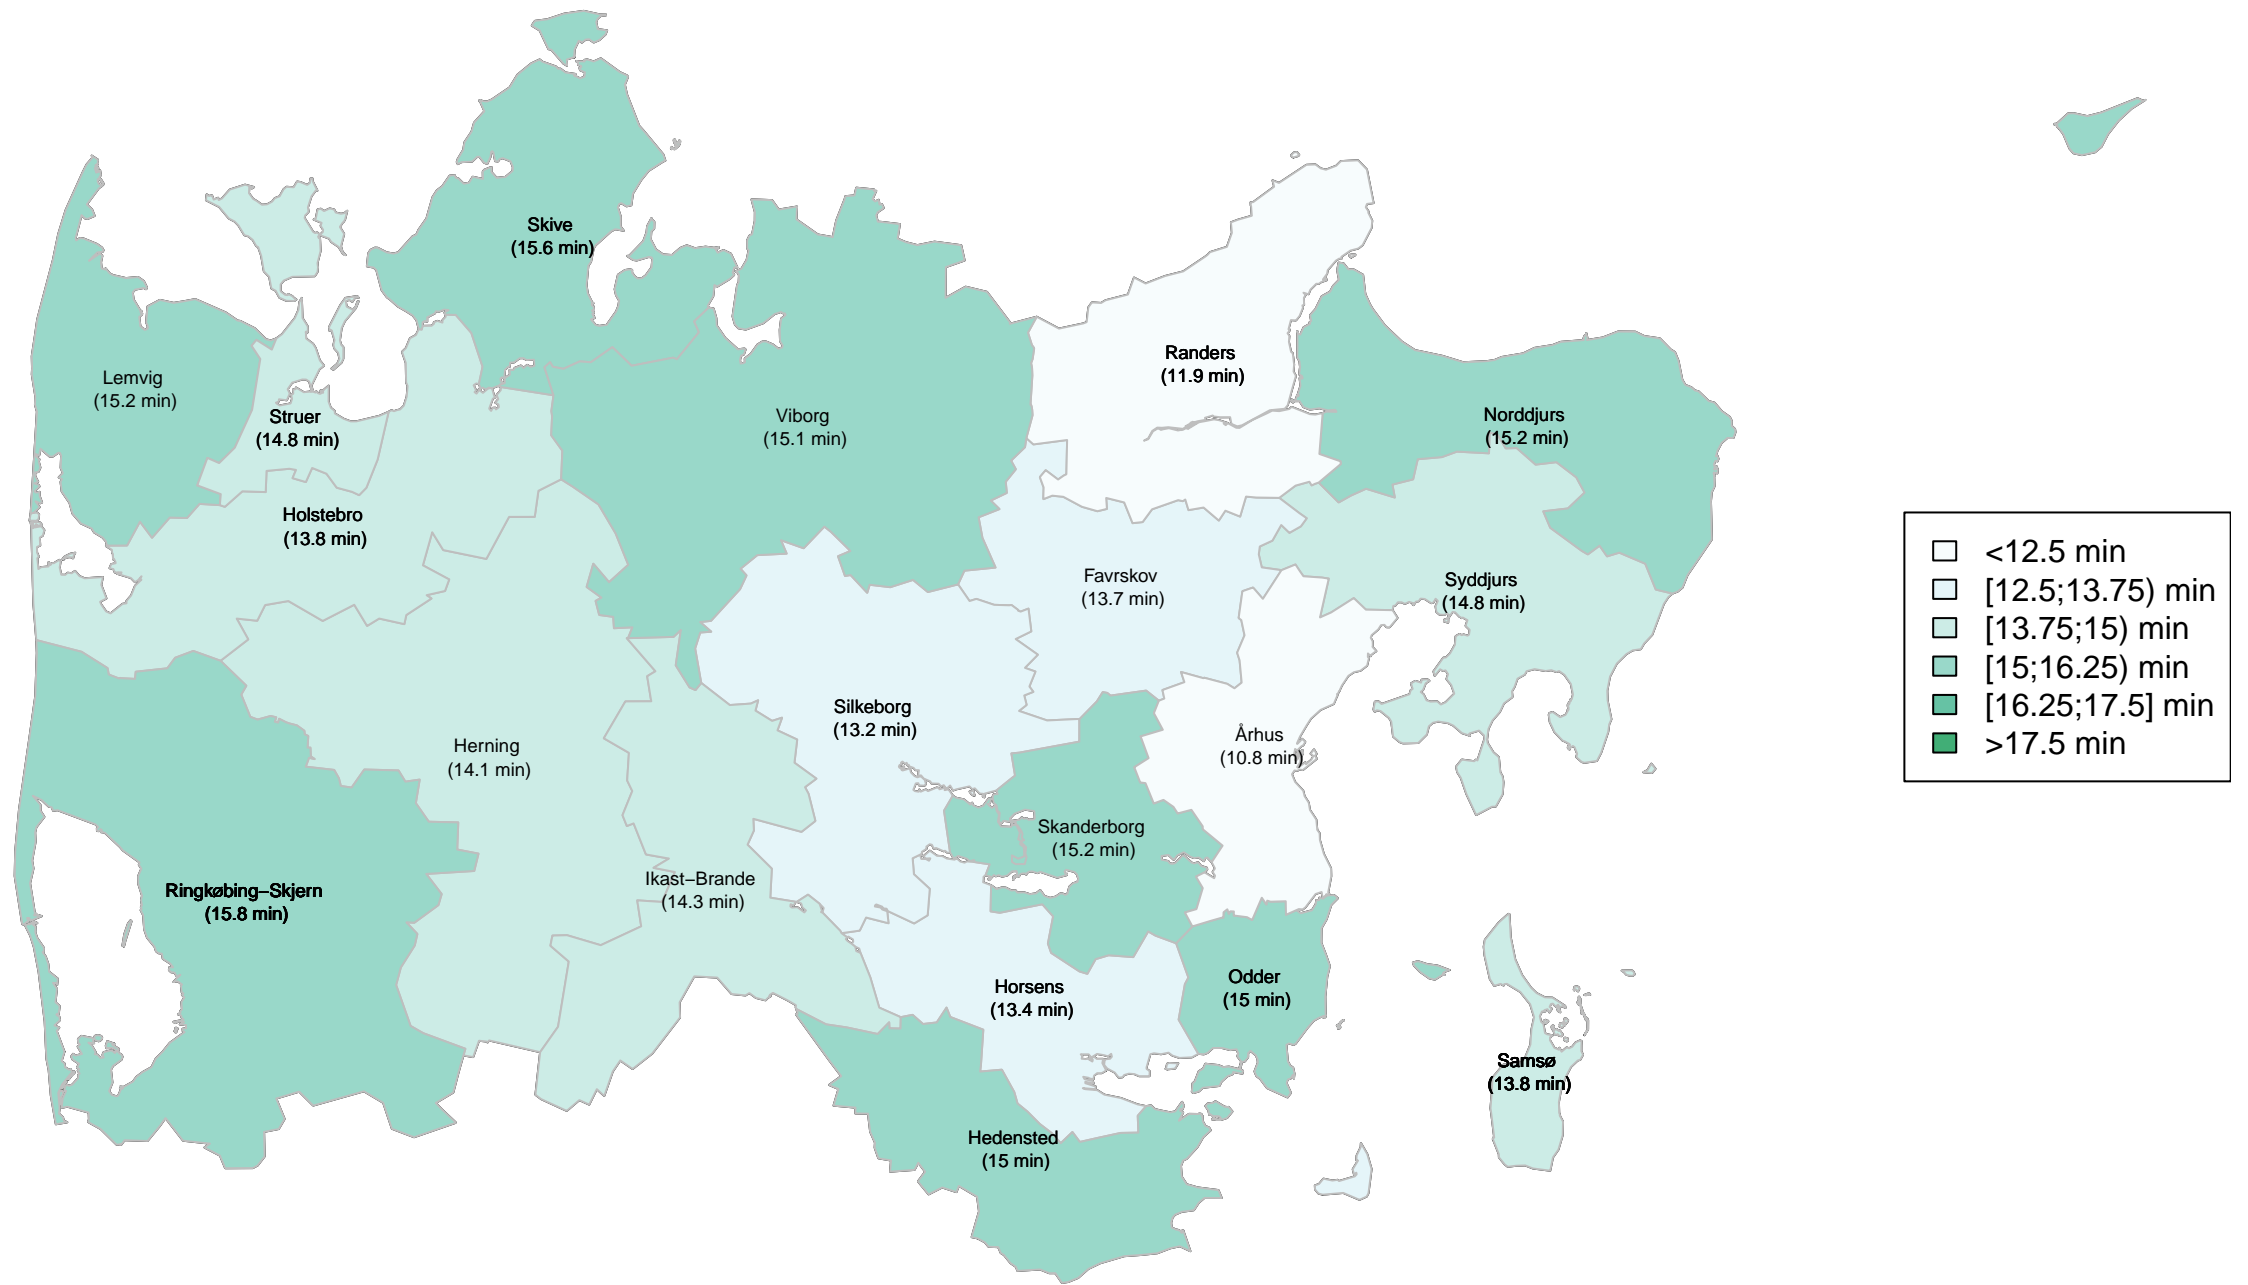 Skive
(15.6 min)
Randers
(11.9 min)
Lemvig
(15.2 min)
Struer
(14.8 min)
Viborg
(15.1 min)
Norddjurs
(15.2 min)
Holstebro
(13.8 min)
Favrskov
(13.7 min)
Syddjurs
(14.8 min)
<12.5 min
[12.5;13.75) min
[13.75;15) min
[15;16.25) min
[16.25;17.5] min
>17.5 min
Silkeborg
(13.2 min)
Herning
(14.1 min)
Århus
(10.8 min)
Skanderborg
(15.2 min)
Ringkøbing–Skjern
(15.8 min)
Ikast–Brande
(14.3 min)
Horsens
(13.4 min)
Odder
(15 min)
Samsø
(13.8 min)
Hedensted
(15 min)